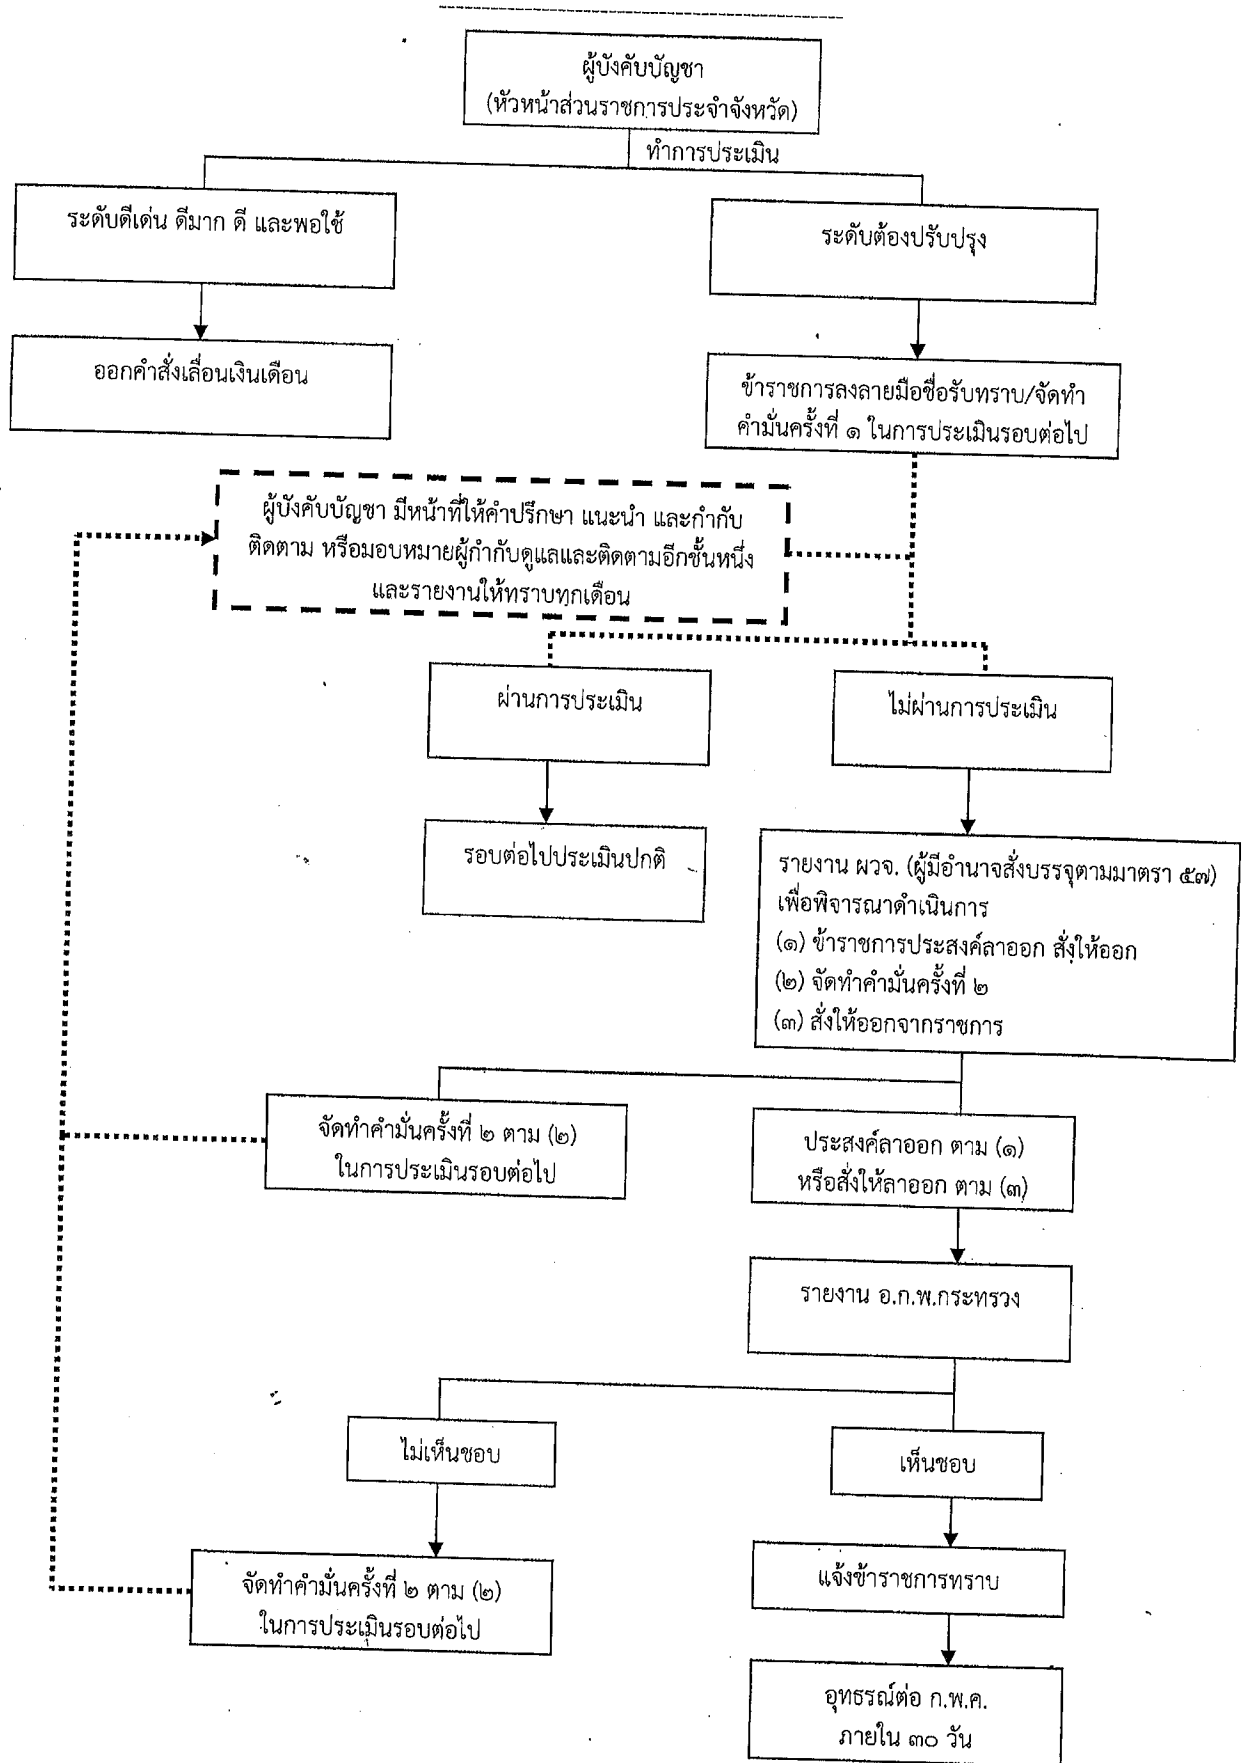 ผู้บังคับบัญชา
(หัวหน้าส่วนราชการประจำจังหวัด)
ทำการประเมิน
ระดับดีเด่น ดีมาก ดี และพอใช้
ระดับต้องปรับปรุง
ออกคำสั่งเลื่อนเงินเดือน
ข้าราชการลงลายมือชื่อรับทราบ/จัดทำ
คำมั่นครั้งที่ ๑ ในการประเมินรอบต่อไป
ผู้บังคับบัญชา มีหน้าที่ให้คำปรึกษา แนะนำ และกำกับ
ติดตาม หรือมอบหมายผู้กำกับดูแลและติดตามอีกชั้นหนึ่ง
และรายงานให้ทราบทุกเดือน
ผ่านการประเมิน
ไม่ผ่านการประเมิน
รอบต่อไปประเมินปกติ
รายงาน ผวจ. (ผู้มีอำนาจสั่งบรรจุตามมาตรา ๕๗)
เพื่อพิจารณาดำเนินการ
(๑) ข้าราชการประสงค์ลาออก สั่งให้ออก
(๒) จัดทำคำมั่นครั้งที่ ๒
(๓) สั่งให้ออกจากราชการ
จัดทำคำมั่นครั้งที่ ๒ ตาม (๒)
ในการประเมินรอบต่อไป
ประสงค์ลาออก ตาม (๑)
หรือสั่งให้ลาออก ตาม (๓)
รายงาน อ.ก.พ.กระทรวง
ไม่เห็นชอบ
เห็นชอบ
จัดทำคำมั่นครั้งที่ ๒ ตาม (๒)
ในการประเมินรอบต่อไป
แจ้งข้าราชการทราบ
อุทธรณ์ต่อ ก.พ.ค.
ภายใน ๓๐ วัน